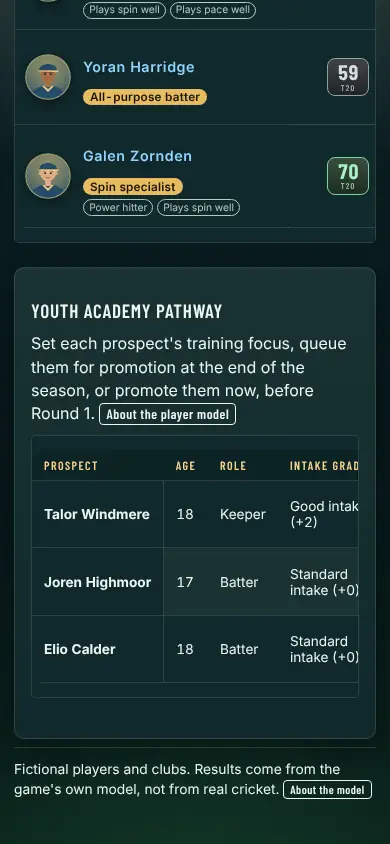 Plays spin well Plays pace well
Yoran Harridge
All-purpose batter
59
T20
Galen Zornden
Spin specialist
Power hitter Plays spin well
70
T20
YOUTH ACADEMY PATHWAY
Set each prospect's training focus, queue
them for promotion at the end of the
season, or promote them now, before
Round 1. About the player model
PROSPECT AGE ROLE INTAKE GRAD
Talor Windmere 18 Keeper Good intak
(+2)
Joren Highmoor 17 Batter Standard
intake (+0)
Elio Calder 18 Batter Standard
intake (+0)
Fictional players and clubs. Results come from the
game's own model, not from real cricket. About the model